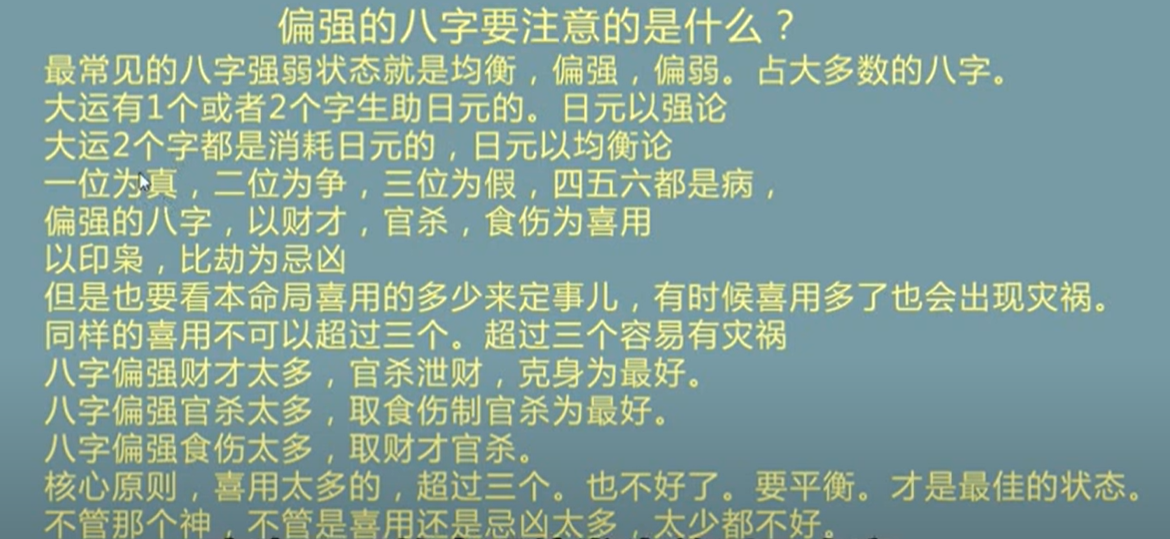 偏强的八字要注意的是什么？
最常见的八字强弱状态就是均衡，偏强，偏弱。占大多数的八字。
大运有1个或者2个字生助日元的。日元以强论
大运2个字都是消耗日元的，日元以均衡论
一位为真，二位为争，三位为假，四五六都是病，
偏强的八字，以财才，官杀，食伤为喜用
以印枭，比劫为忌凶
但是也要看本命局喜用的多少来定事儿，有时候喜用多了也会出现灾祸。
同样的喜用不可以超过三个。超过三个容易有灾祸
八字偏强财才太多，官杀泄财，克身为最好。
八字偏强官杀太多，取食伤制官杀为最好。
八字偏强食伤太多，取财才官杀。
核心原则，喜用太多的，超过三个。也不好了。要平衡。才是最佳的状态。
不管那个神，不管是喜用还是忌凶太多，太少都不好。